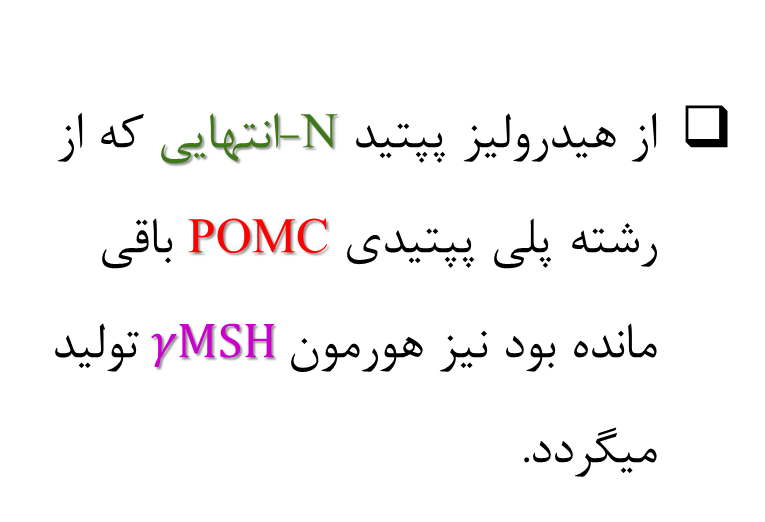 ❑ از هیدرولیز پپتید N-انتهایی که از
رشته پلی پپتیدی POMC باقی
مانده بود نیز هورمون γMSH تولید
میگردد.